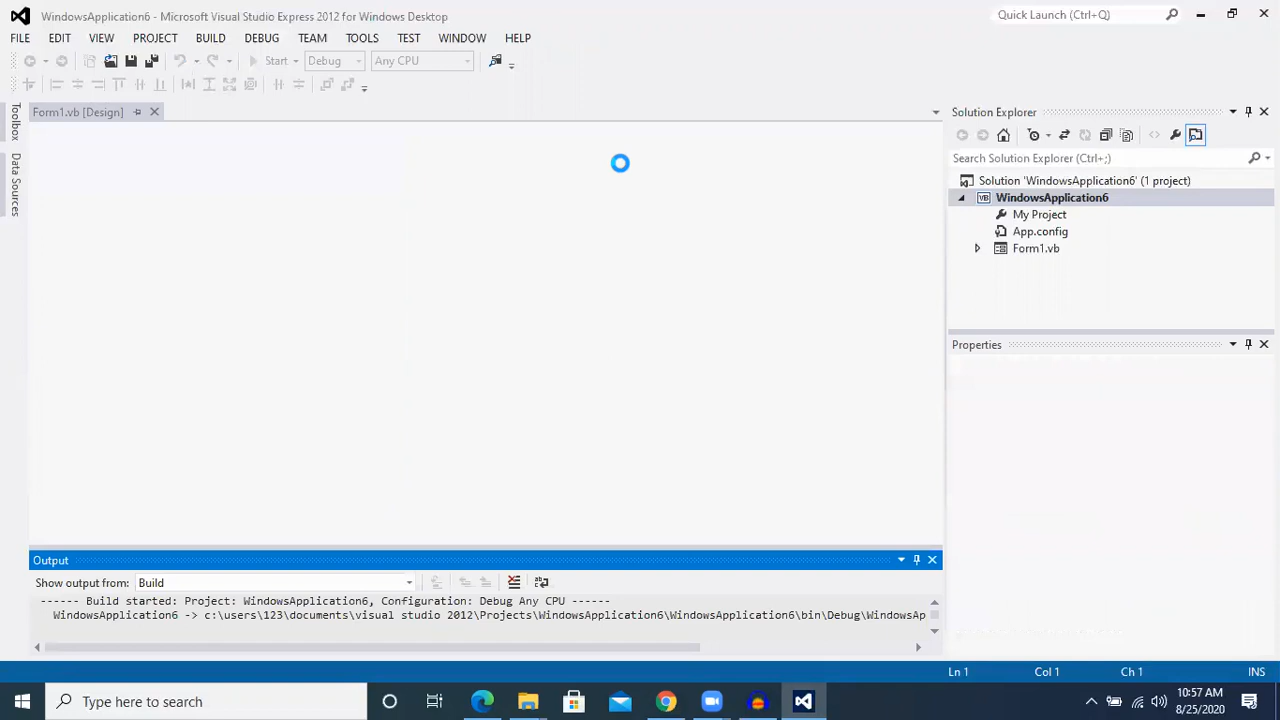 WindowsApplication6 - Microsoft Visual Studio Express 2012 for Windows Desktop
Quick Launch (Ctrl+Q)
FILE EDIT VIEW PROJECT BUILD DEBUG TEAM TOOLS TEST WINDOW HELP
Start Debug Any CPU
Form1.vb [Design]
Toolbox
Data Sources
Solution Explorer
Search Solution Explorer (Ctrl+;)
Solution 'WindowsApplication6' (1 project)
VB WindowsApplication6
My Project
App.config
Form1.vb
Properties
Output
Show output from: Build
------ Build started: Project: WindowsApplication6, Configuration: Debug Any CPU ------
WindowsApplication6 -> c:\users\123\documents\visual studio 2012\Projects\WindowsApplication6\WindowsApplication6\bin\Debug\WindowsAp
Ln 1 Col 1 Ch 1 INS
Type here to search
10:57 AM
8/25/2020